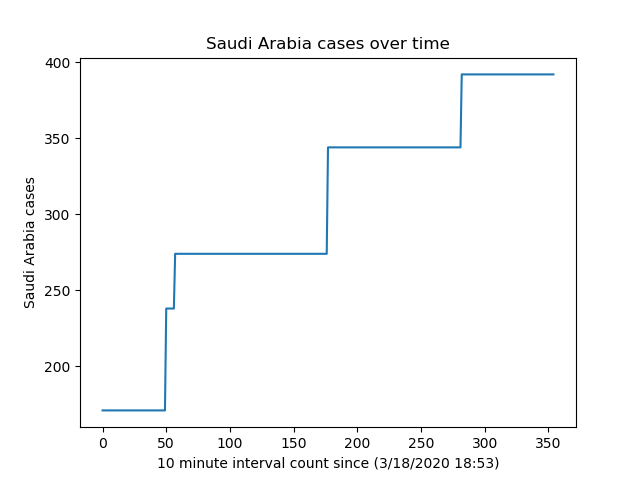 Saudi Arabia cases over time
400
350
300
250
200
Saudi Arabia cases
0 50 100 150 200 250 300 350
10 minute interval count since (3/18/2020 18:53)